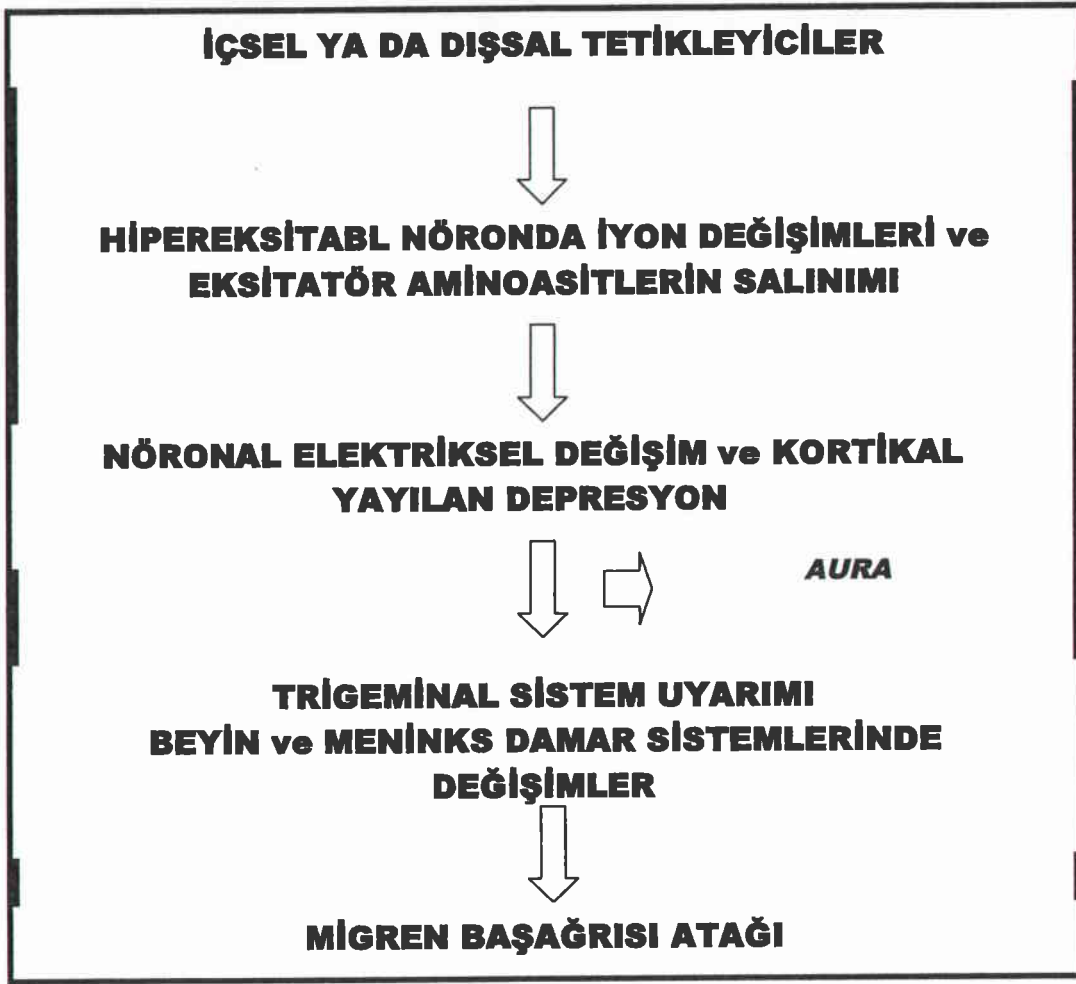 İÇSEL YA DA DIŞSAL TETİKLEYİCİLER
HİPEREKSİTABL NÖRONDA İYON DEĞİŞİMLERİ ve
EKSİTATÖR AMİNOASİTLERİN SALINIMI
NÖRONAL ELEKTRİKSEL DEĞİŞİM ve KORTİKAL
YAYILAN DEPRESYON
AURA
TRİGEMİNAL SİSTEM UYARIMI
BEYİN ve MENİNKS DAMAR SİSTEMLERİNDE
DEĞİŞİMLER
MİGREN BAŞAĞRISI ATAĞI